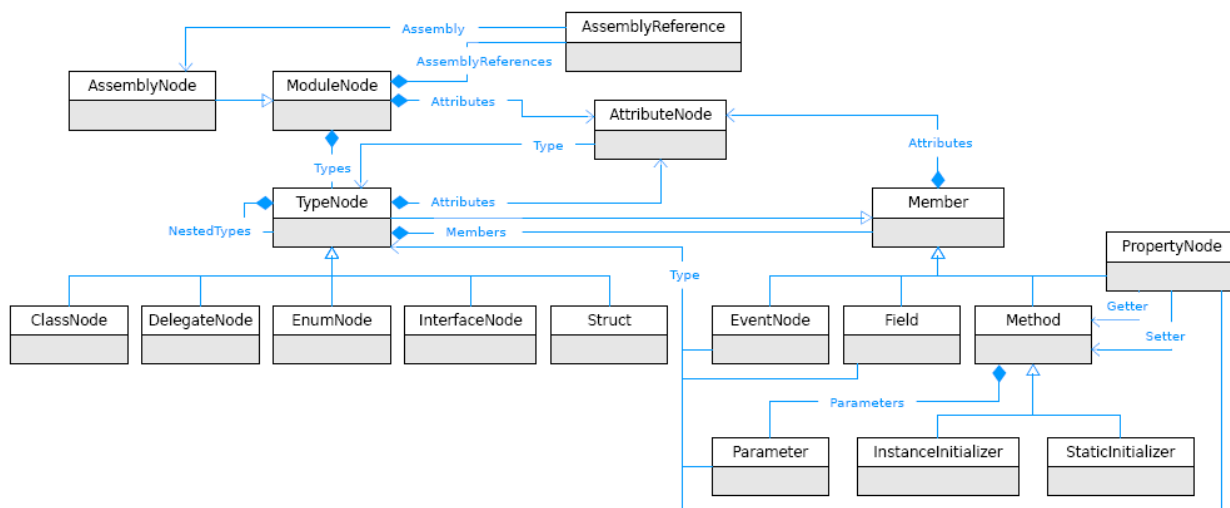 AssemblyReference
Assembly
AssemblyReferences
AssemblyNode
ModuleNode
Attributes
AttributeNode
Attributes
Type
Types
TypeNode
Attributes
Member
NestedTypes
Members
PropertyNode
Type
ClassNode
DelegateNode
EnumNode
InterfaceNode
Struct
EventNode
Field
Method
Getter
Setter
Parameters
Parameter
InstanceInitializer
StaticInitializer